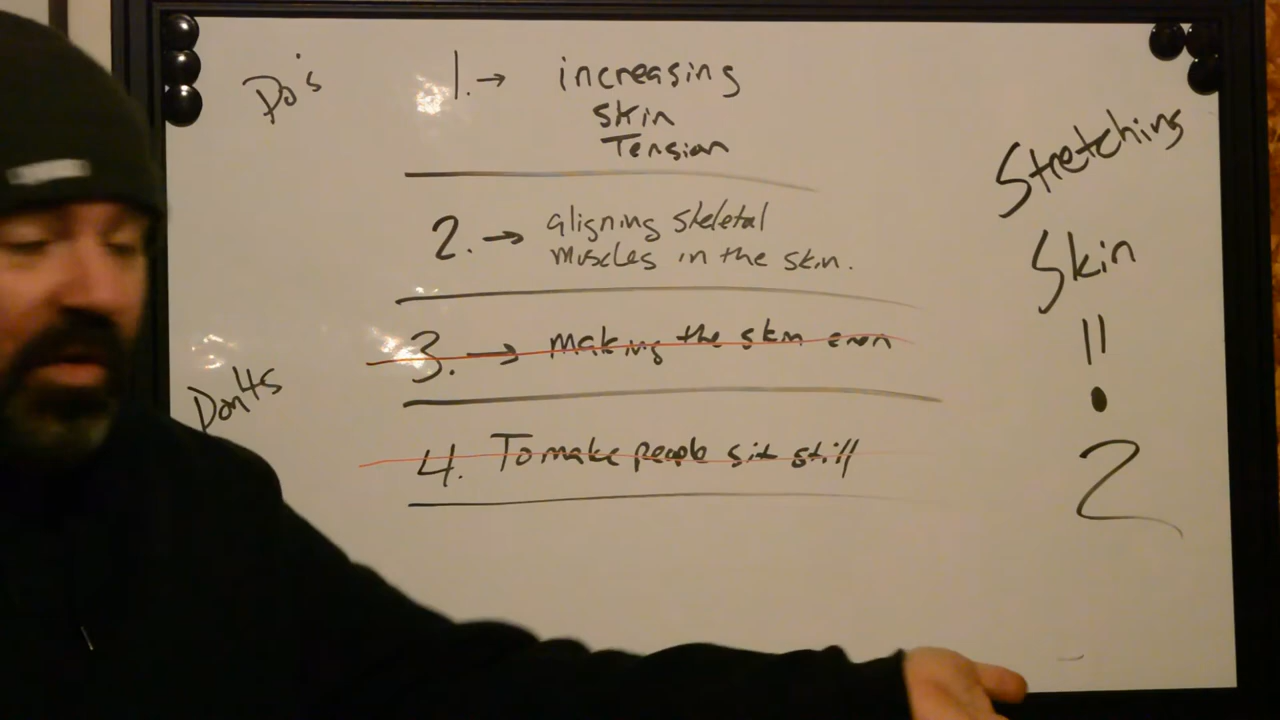 Do's
1. → increasing
skin
Tension
2. → aligning skeletal
muscles in the skin.
3. → making the skin even
Don'ts
4. To make people sit still
Stretching
Skin
!!
2